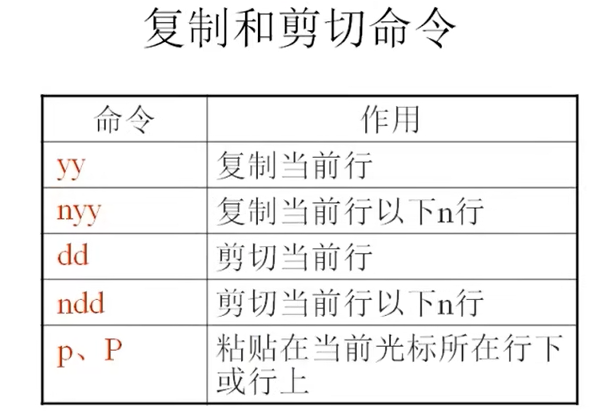 复制和剪切命令
命令 作用
yy 复制当前行
nyy 复制当前行以下n行
dd 剪切当前行
ndd 剪切当前行以下n行
p、P 粘贴在当前光标所在行下
或行上